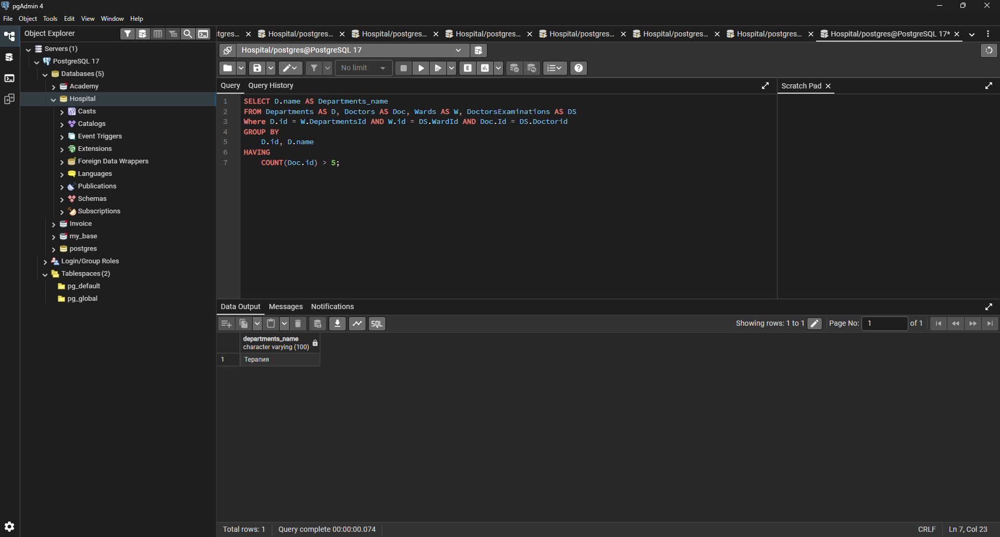 pgAdmin 4
File Object Tools Edit View Window Help
Object Explorer
Servers (1)
PostgreSQL 17
Databases (5)
Academy
Hospital
Casts
Catalogs
Event Triggers
Extensions
Foreign Data Wrappers
Languages
Publications
Schemas
Subscriptions
Invoice
my_base
postgres
Login/Group Roles
Tablespaces (2)
pg_default
pg_global
tgres... Hospital/postgres... Hospital/postgres... Hospital/postgres... Hospital/postgres... Hospital/postgres... Hospital/postgres... Hospital/postgres@PostgreSQL 17*
Hospital/postgres@PostgreSQL 17
No limit
Query Query History
Scratch Pad
1 SELECT D.name AS Departments_name
2 FROM Departments AS D, Doctors AS Doc, Wards AS W, DoctorsExaminations AS DS
3 Where D.id = W.DepartmentsId AND W.id = DS.WardId AND Doc.Id = DS.Doctorid
4 GROUP BY
5 D.id, D.name
6 HAVING
7 COUNT(Doc.id) > 5;
Data Output Messages Notifications
SQL
Showing rows: 1 to 1 Page No: 1 of 1
departments_name
character varying (100)
1 Терапия
Total rows: 1 Query complete 00:00:00.074 CRLF Ln 7, Col 23